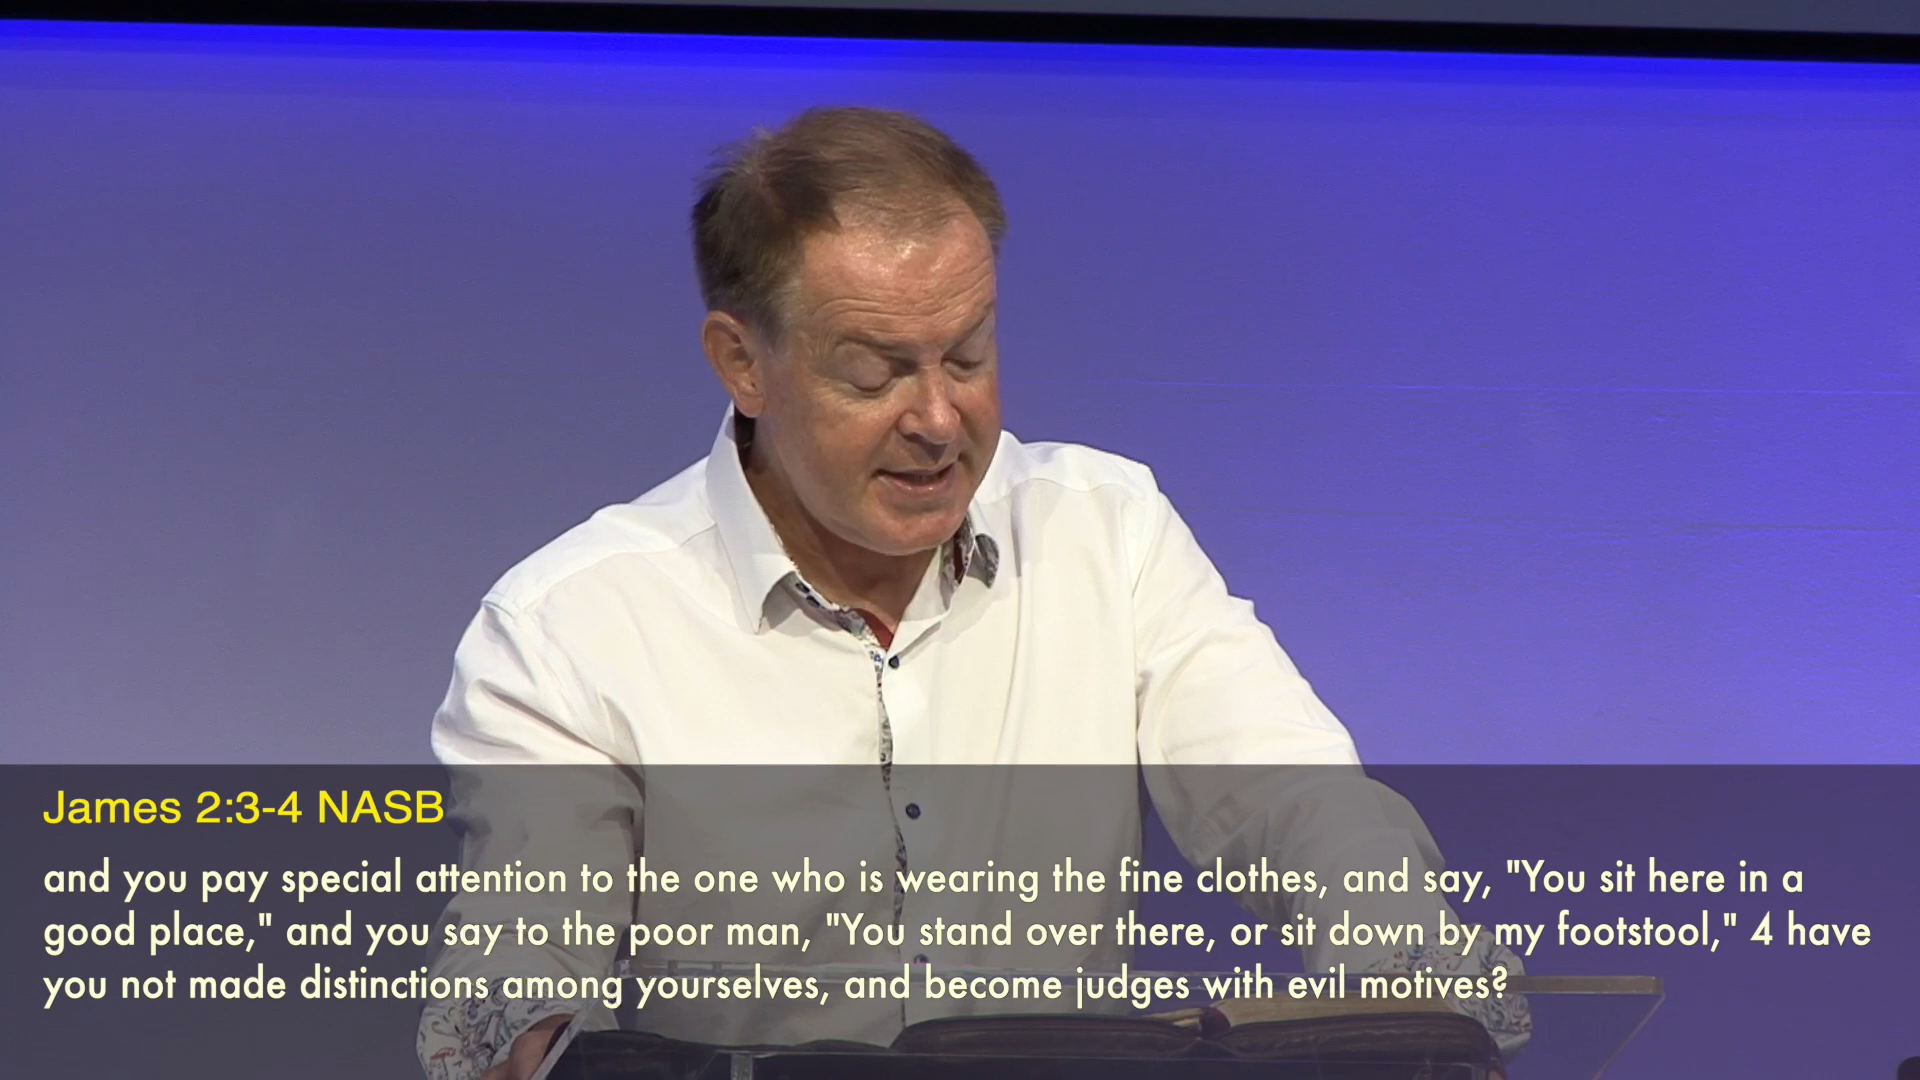 James 2:3-4 NASB
and you pay special attention to the one who is wearing the fine clothes, and say, "You sit here in a
good place," and you say to the poor man, "You stand over there, or sit down by my footstool," 4 have
you not made distinctions among yourselves, and become judges with evil motives?